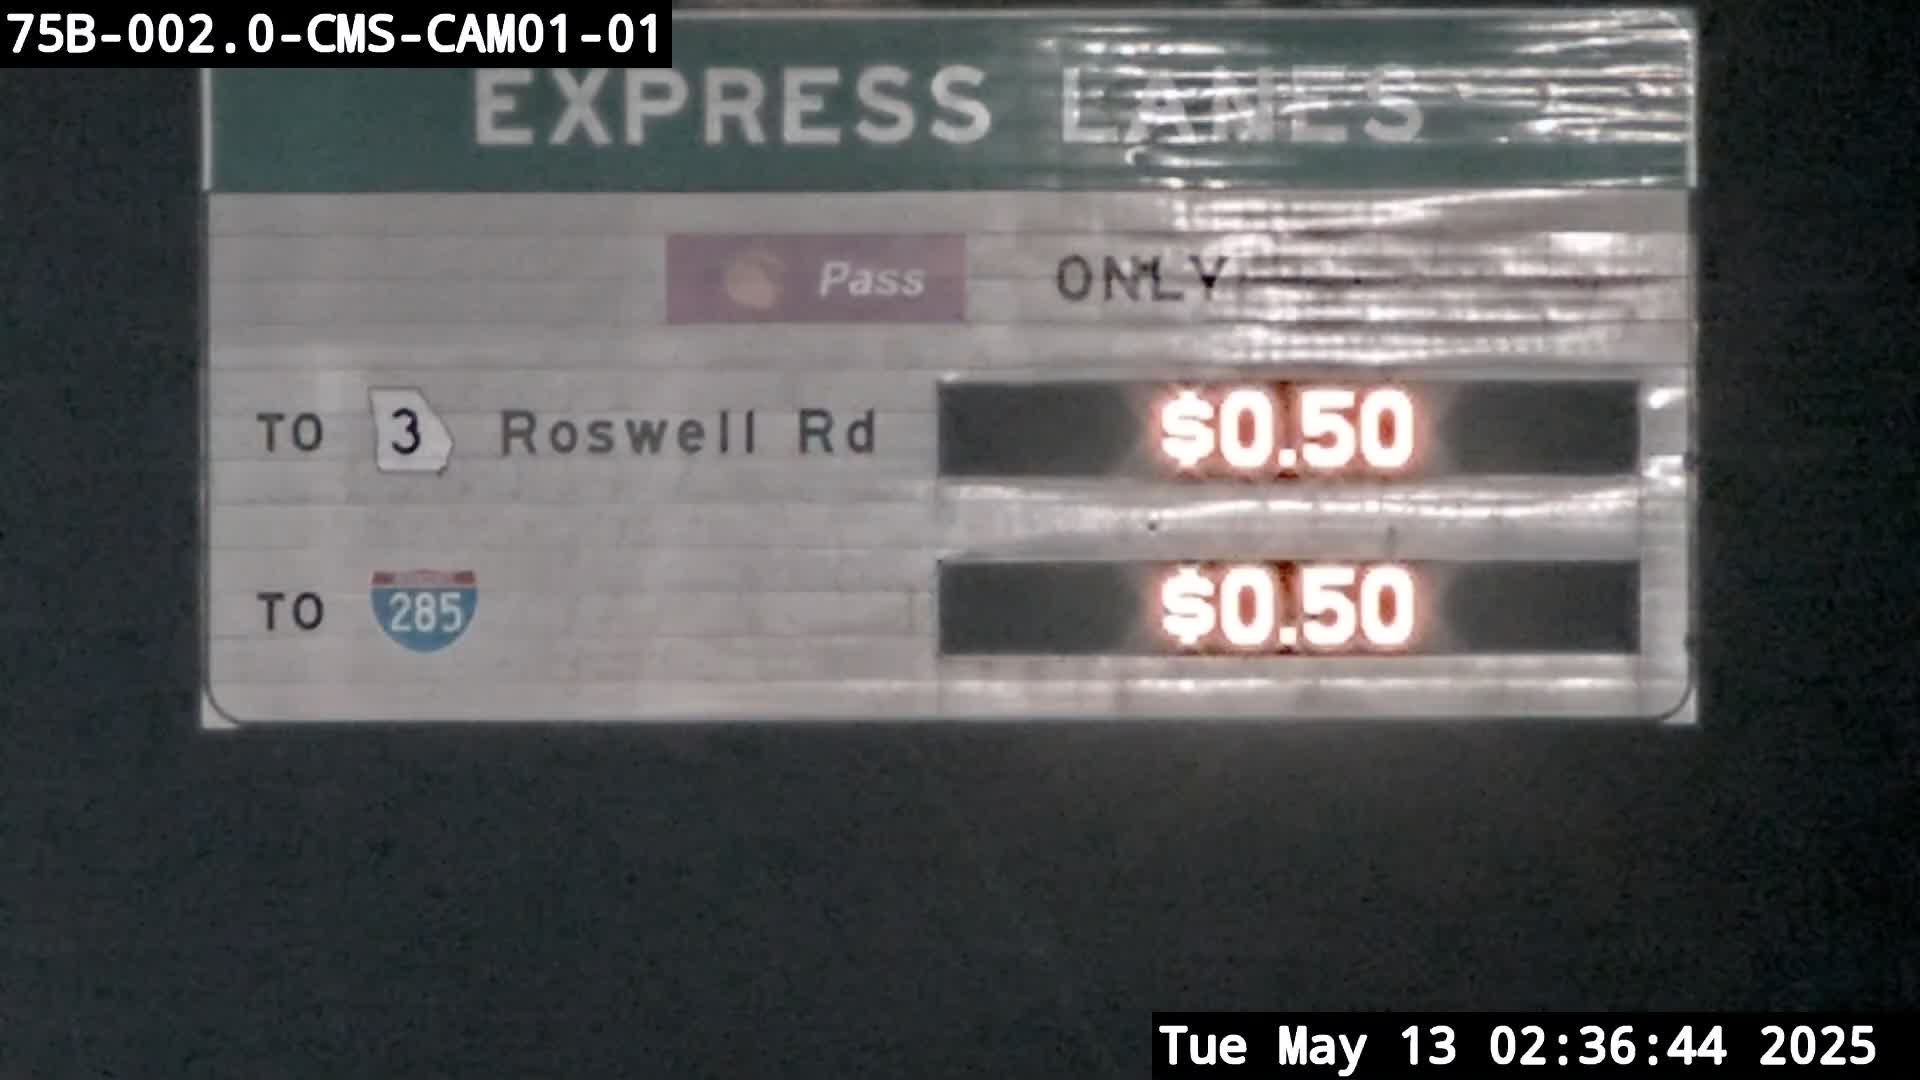 75B-002.0-CMS-CAM01-01
EXPRESS LANES
Pass ONLY
TO 3 Roswell Rd $0.50
TO 285 $0.50
Tue May 13 02:36:44 2025